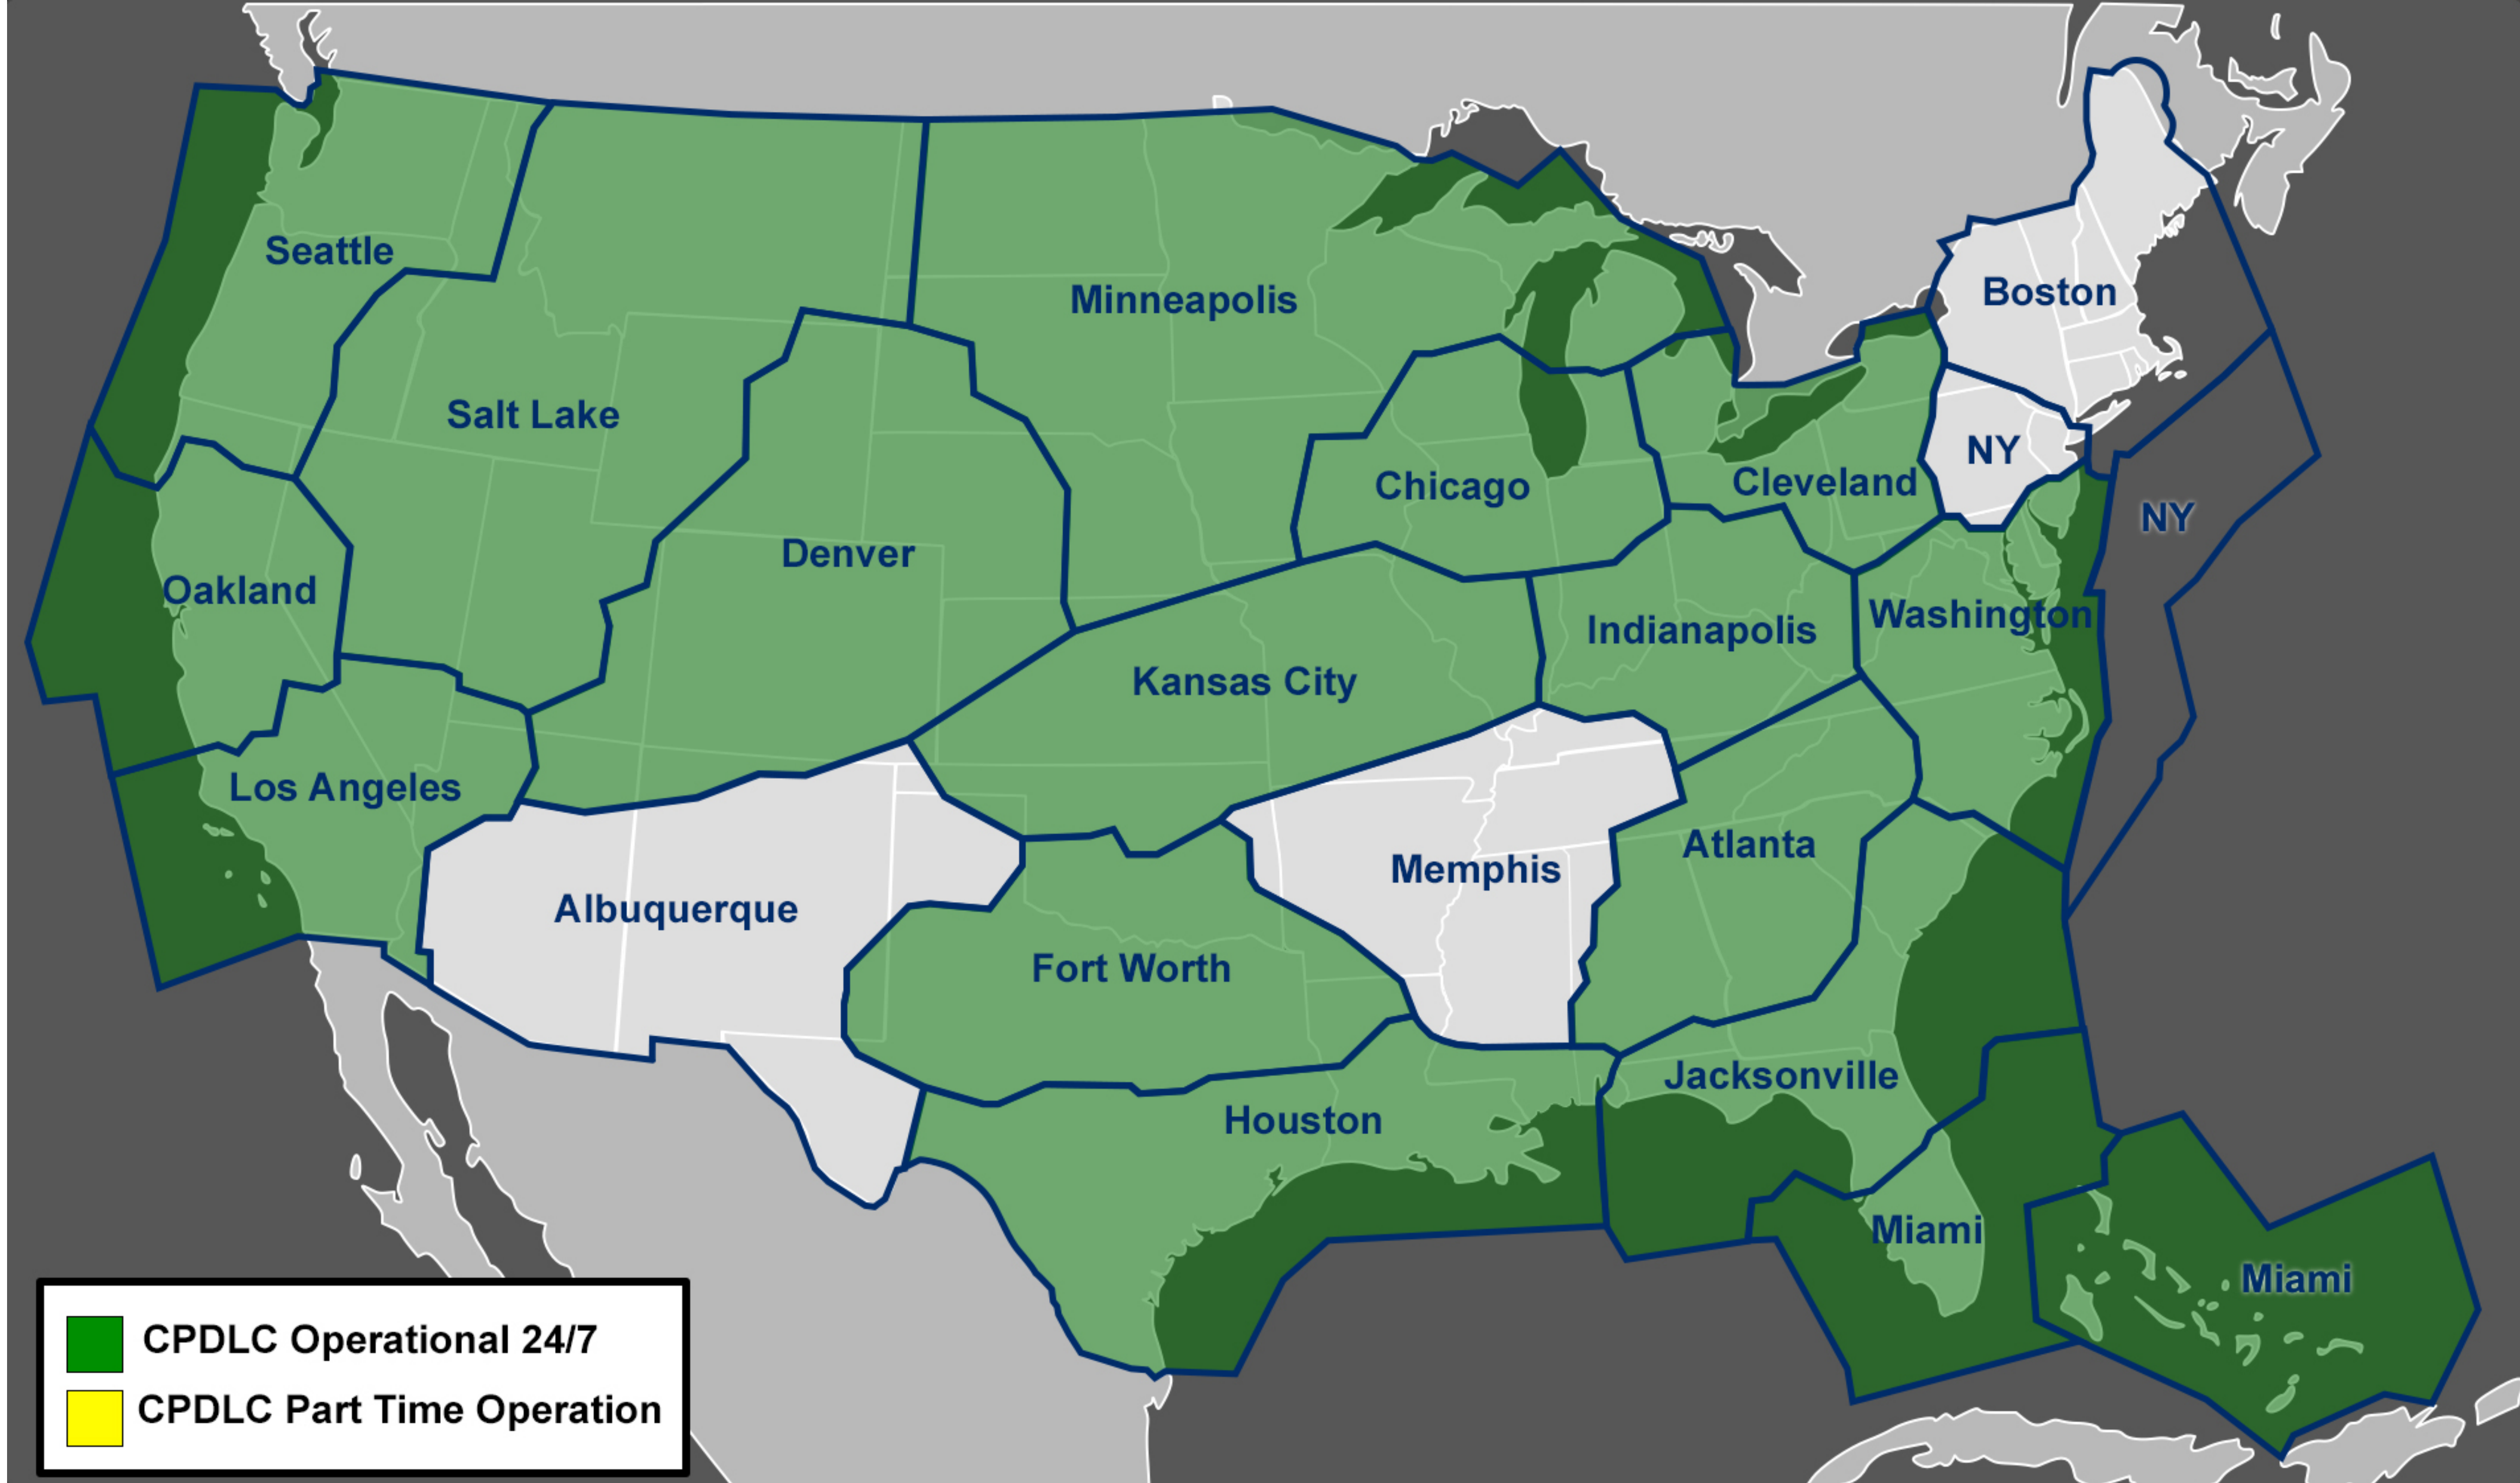 Seattle
Minneapolis
Boston
Salt Lake
NY
Chicago
Cleveland
NY
Denver
Oakland
Washington
Indianapolis
Kansas City
Los Angeles
Atlanta
Memphis
Albuquerque
Fort Worth
Jacksonville
Houston
Miami
Miami
CPDLC Operational 24/7
CPDLC Part Time Operation